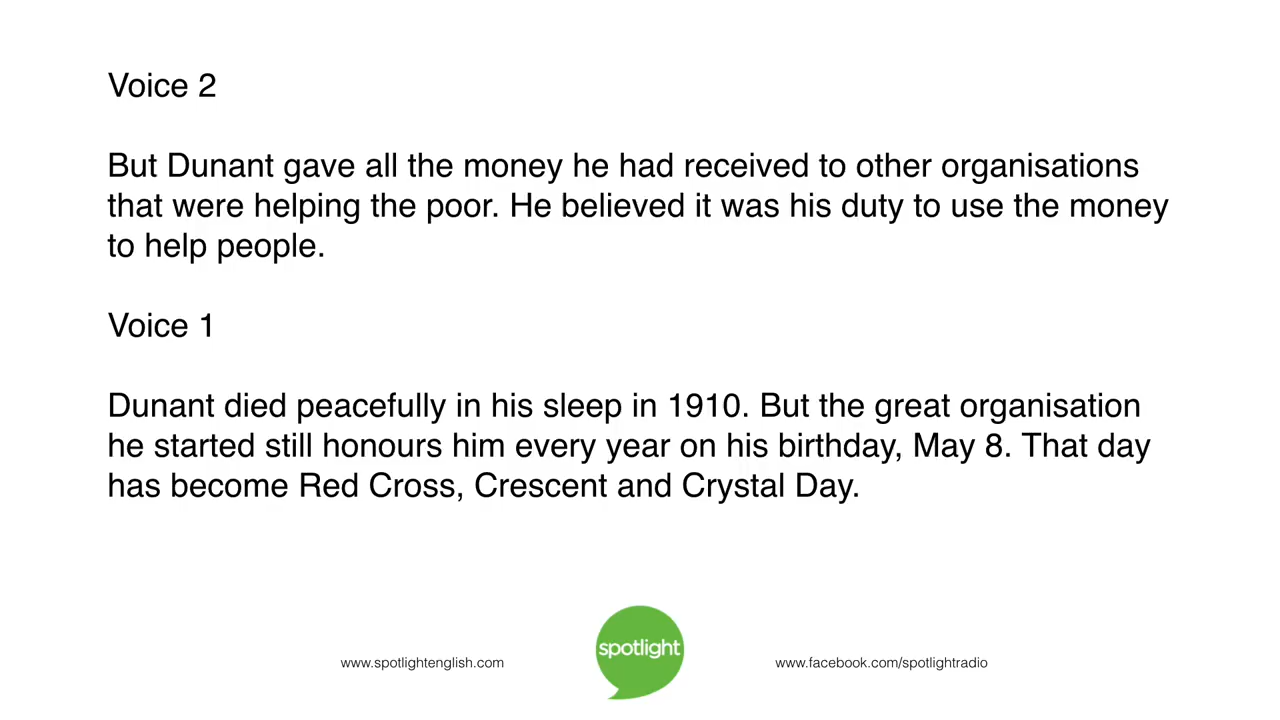 Voice 2
But Dunant gave all the money he had received to other organisations
that were helping the poor. He believed it was his duty to use the money
to help people.
Voice 1
Dunant died peacefully in his sleep in 1910. But the great organisation
he started still honours him every year on his birthday, May 8. That day
has become Red Cross, Crescent and Crystal Day.
www.spotlightenglish.com
spotlight
www.facebook.com/spotlightradio